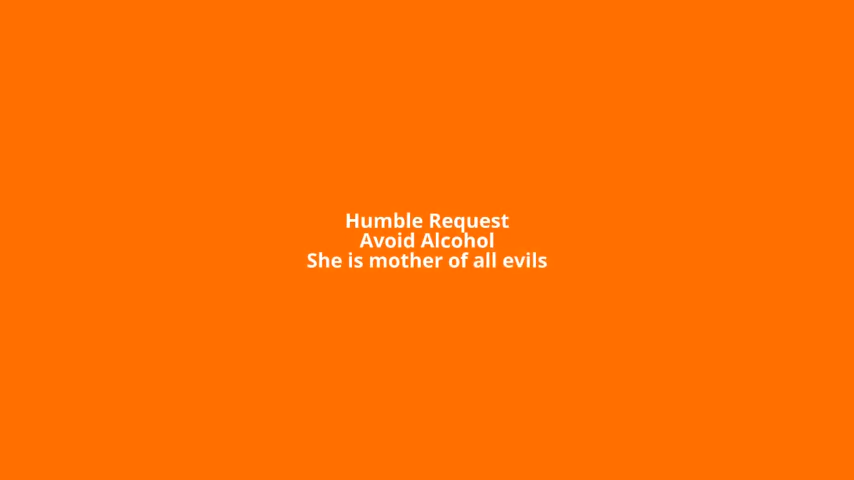 Humble Request
Avoid Alcohol
She is mother of all evils